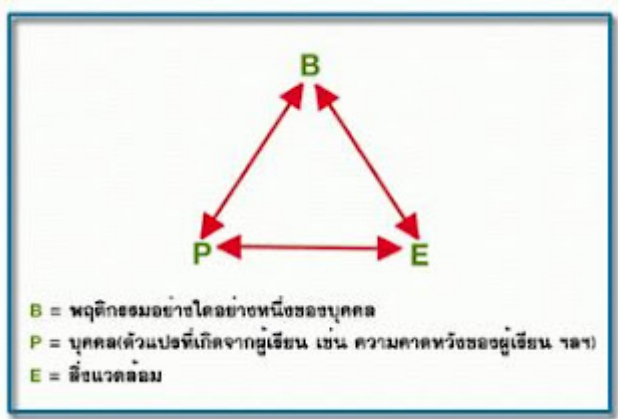 B
P
E
B = พฤติกรรมอย่างใดอย่างหนึ่งของบุคคล
P = บุคคล(ตัวแปรที่เกิดจากผู้เรียน เช่น ความคาดหวังของผู้เรียน ฯลฯ)
E = สิ่งแวดล้อม